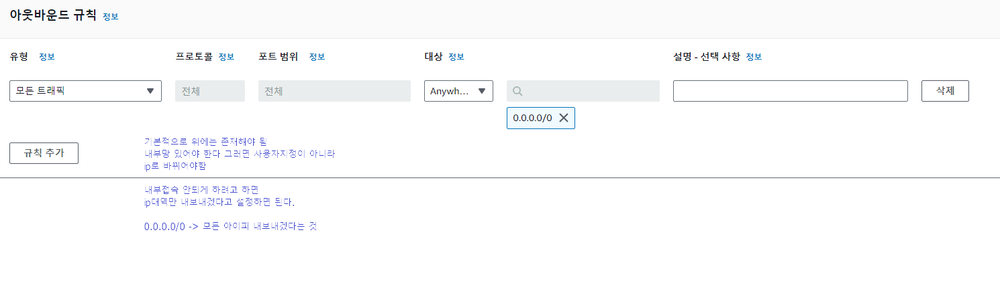 아웃바운드 규칙 정보
유형 정보 프로토콜 정보 포트 범위 정보 대상 정보 설명 - 선택 사항 정보
모든 트래픽 전체 전체 Anywh... 삭제
0.0.0.0/0
규칙 추가
기본적으로 위에는 존재해야 됨
내부망 있어야 한다 그러면 사용자지정이 아니라
ip로 바뀌어야함
내부접속 안되게 하려고 하면
ip대역만 내보내겠다고 설정하면 된다.
0.0.0.0/0 -> 모든 아이피 내보내겠다는 것